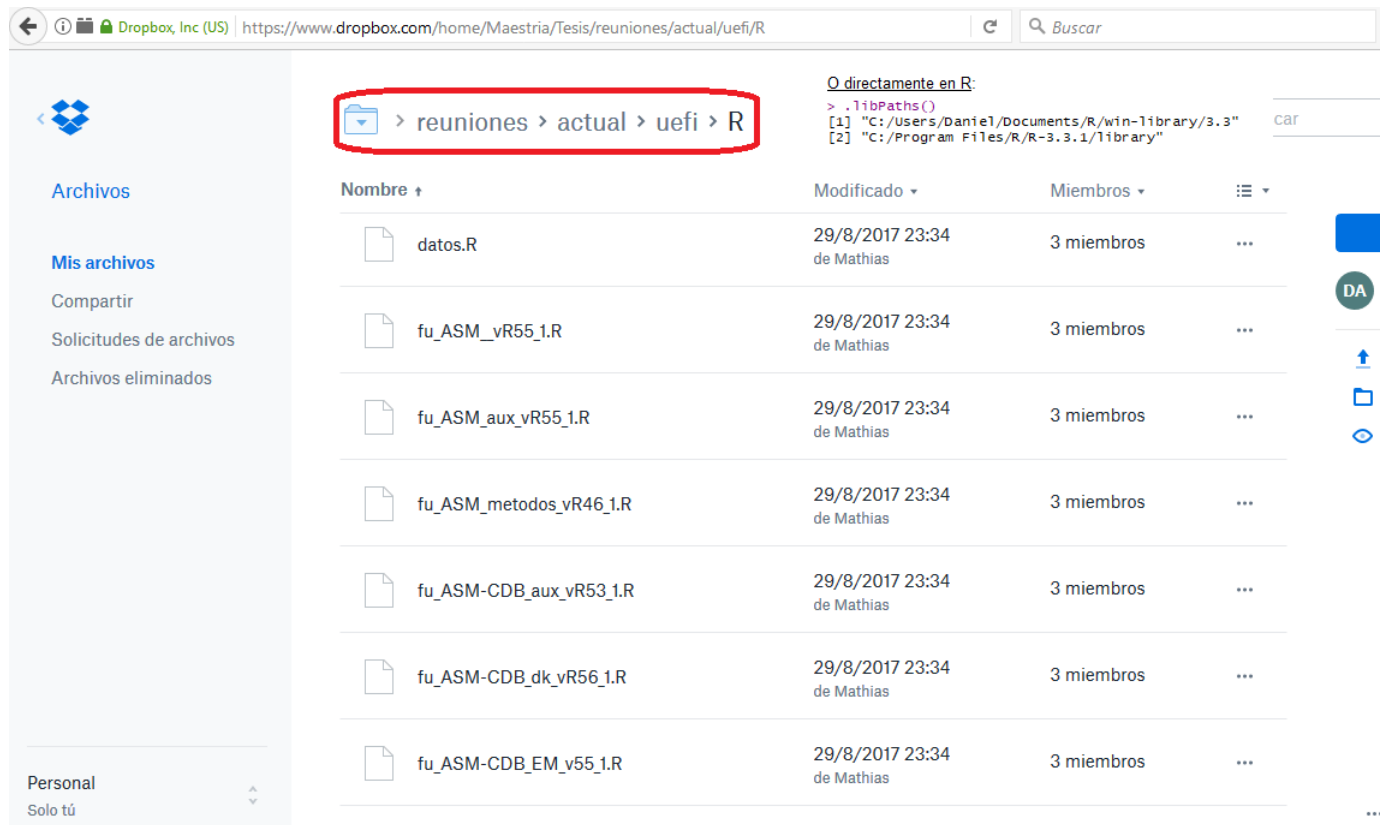 Dropbox, Inc (US) https://www.dropbox.com/home/Maestria/Tesis/reuniones/actual/uefi/R
Buscar
O directamente en R:
> .libPaths()
[1] "C:/Users/Daniel/Documents/R/win-library/3.3"
[2] "C:/Program Files/R/R-3.3.1/library"
> reuniones > actual > uefi > R
car
Archivos
Mis archivos
Compartir
Solicitudes de archivos
Archivos eliminados
Personal
Solo tú
Nombre Modificado Miembros
datos.R 29/8/2017 23:34 3 miembros
de Mathias
fu_ASM__vR55_1.R 29/8/2017 23:34 3 miembros
de Mathias
fu_ASM_aux_vR55_1.R 29/8/2017 23:34 3 miembros
de Mathias
fu_ASM_metodos_vR46_1.R 29/8/2017 23:34 3 miembros
de Mathias
fu_ASM-CDB_aux_vR53_1.R 29/8/2017 23:34 3 miembros
de Mathias
fu_ASM-CDB_dk_vR56_1.R 29/8/2017 23:34 3 miembros
de Mathias
fu_ASM-CDB_EM_v55_1.R 29/8/2017 23:34 3 miembros
de Mathias
DA